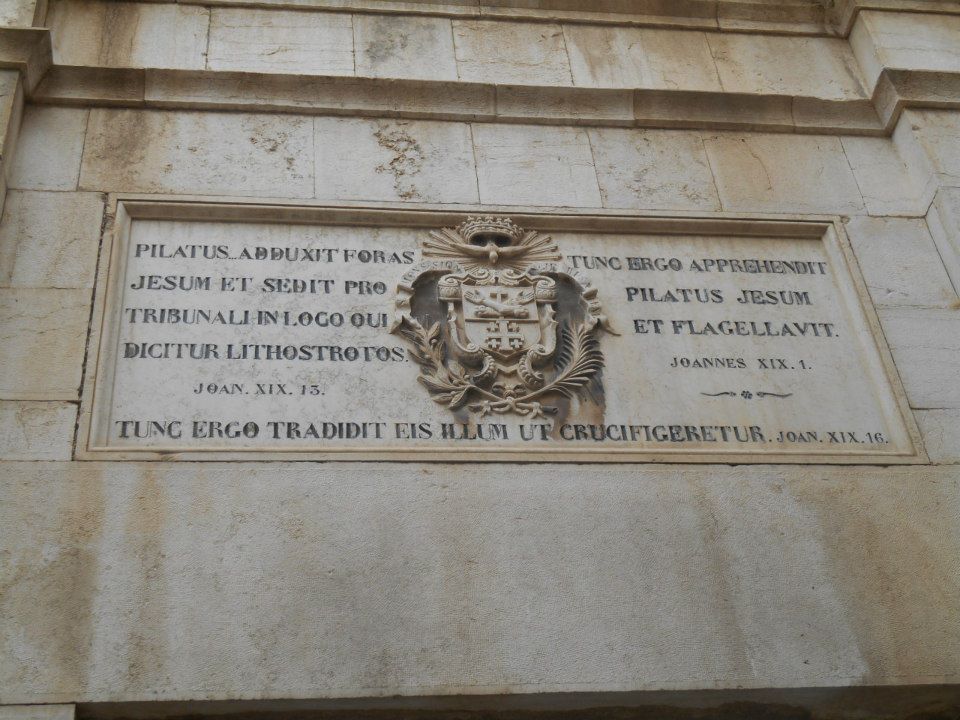 PILATUS...ADDUXIT FORAS
JESUM ET SEDIT PRO
TRIBUNALI IN LOGO QUI
DICITUR LITHOSTROTOS.
JOAN. XIX. 13.
TUNC ERGO APPREHENDIT
PILATUS JESUM
ET FLAGELLAVIT.
JOANNES XIX. 1.
TUNC ERGO TRADIDIT EIS ILLUM UT CRUCIFIGERETUR. JOAN. XIX. 16.